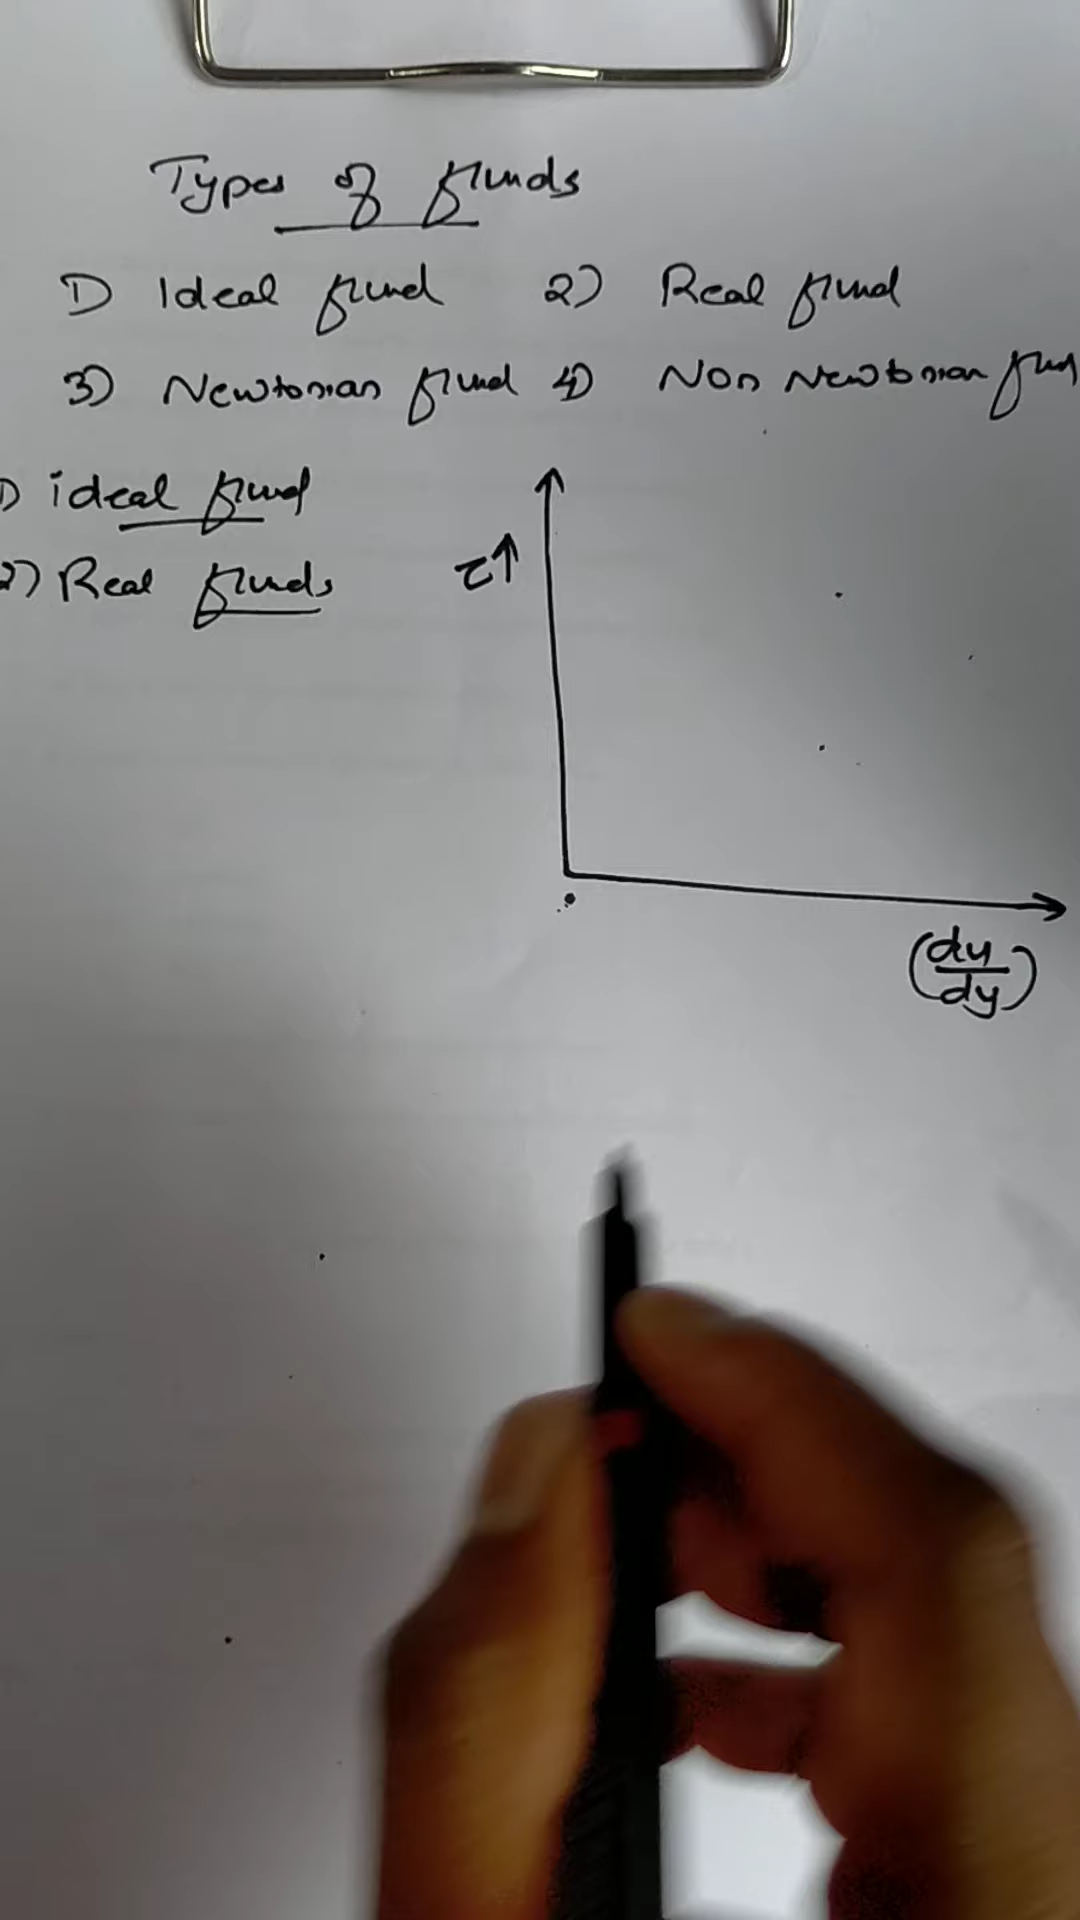 Types of fluids
1) Ideal fluid 2) Real fluid
3) Newtonian fluid 4) Non Newtonian flui
1) ideal fluid
2) Real fluids
τ↑
(du/dy)